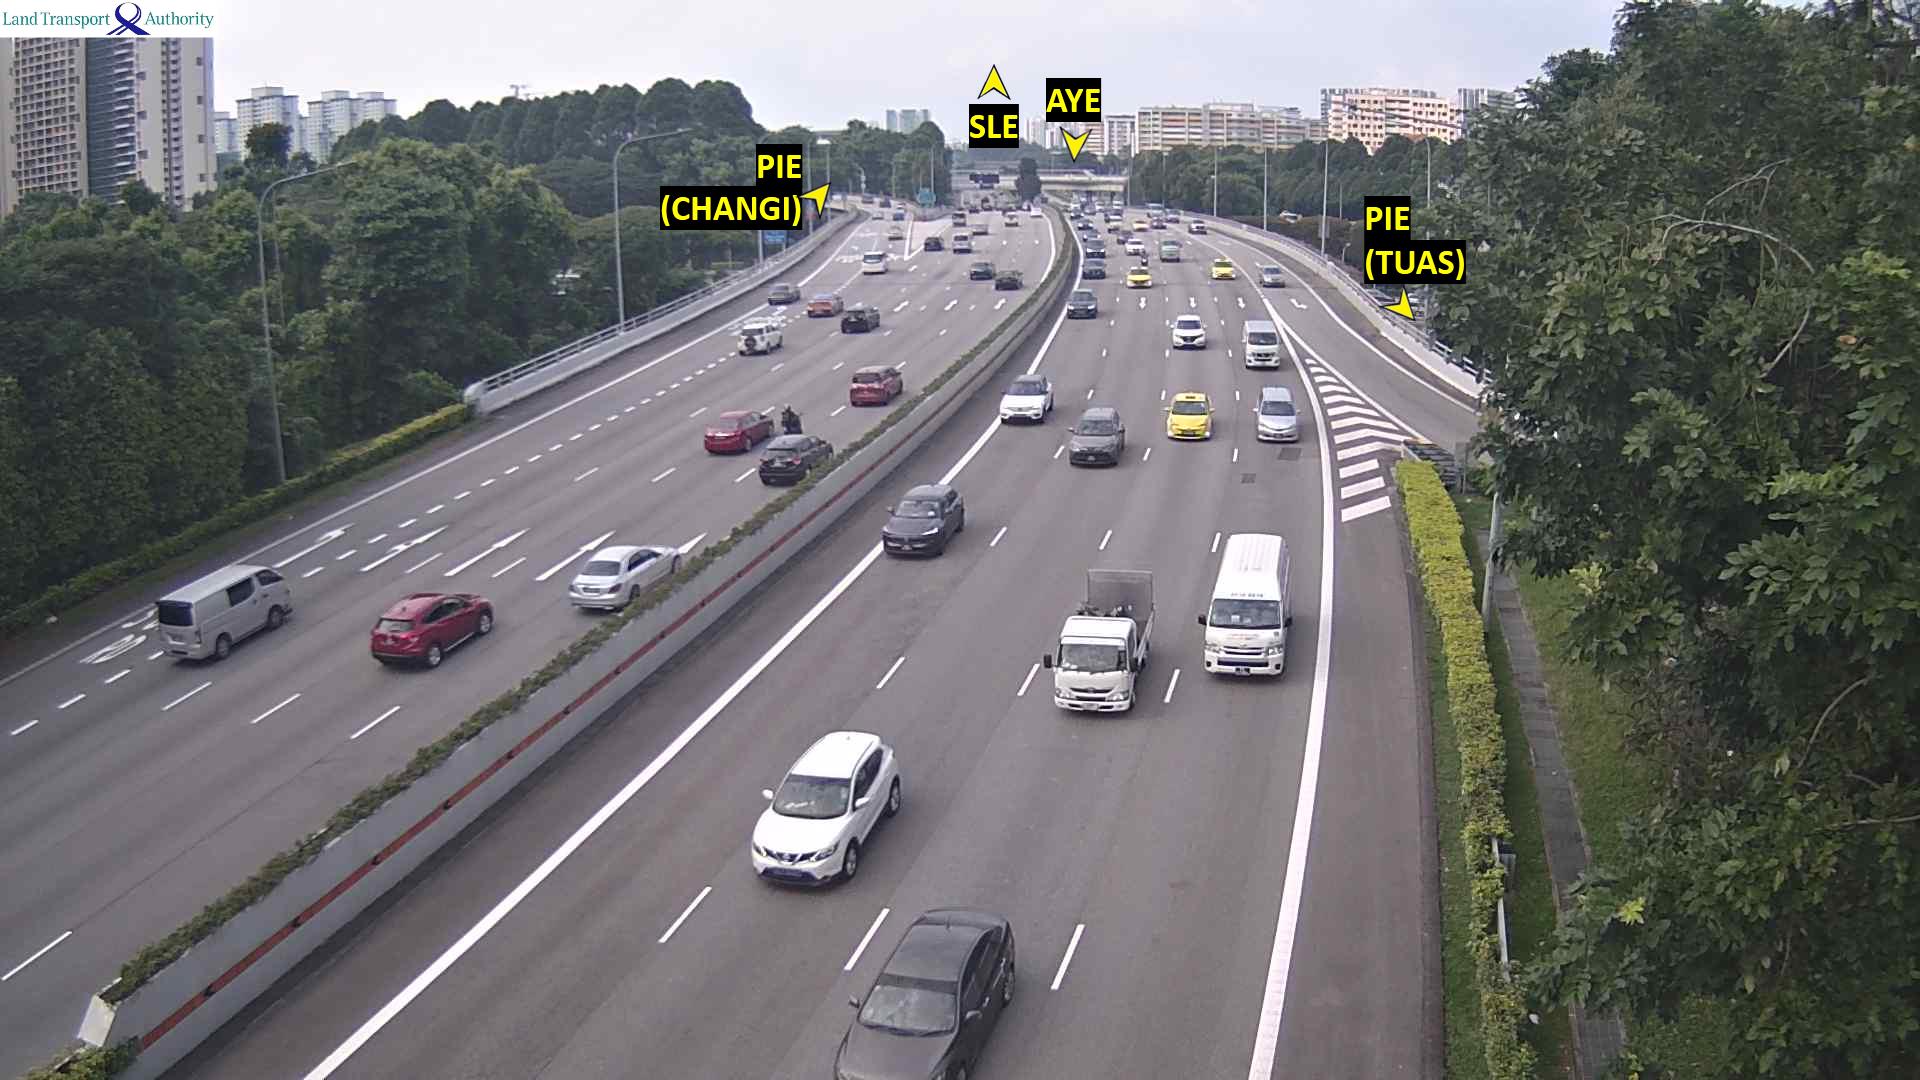 Land Transport Authority
SLE
AYE
PIE
(CHANGI)
PIE
(TUAS)